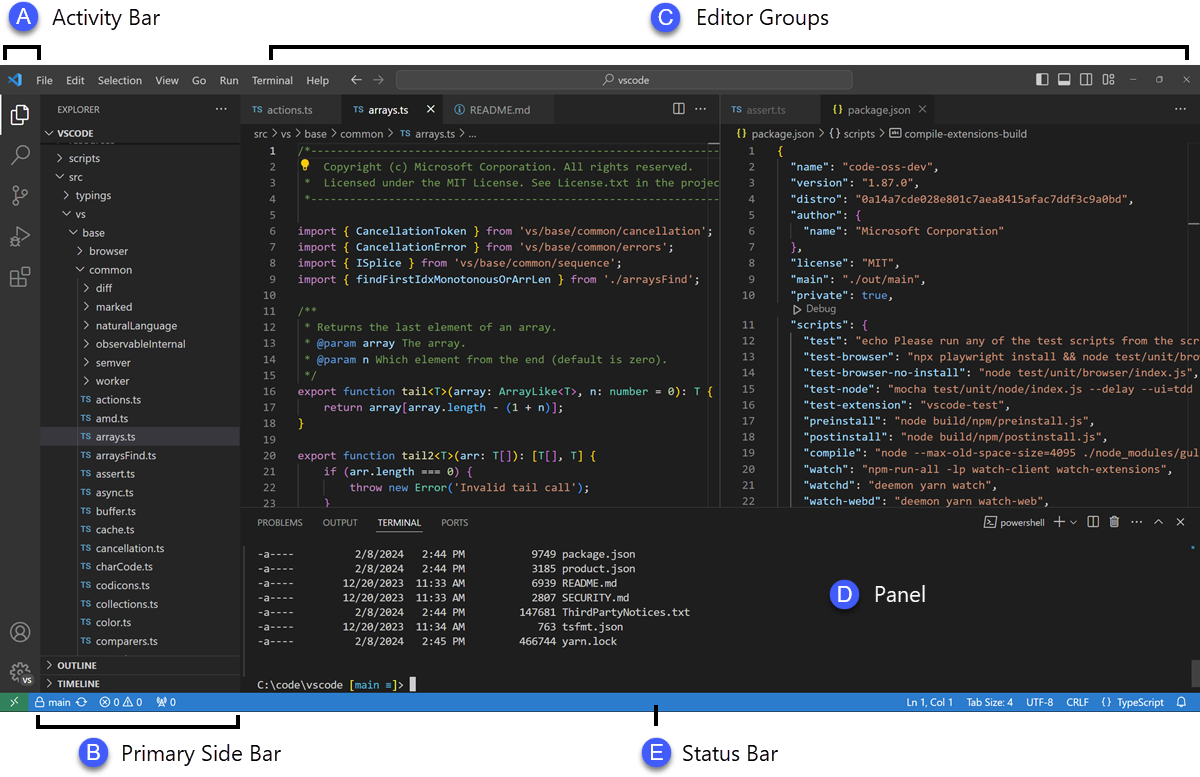 A Activity Bar
C Editor Groups
File Edit Selection View Go Run Terminal Help vscode
EXPLORER
VSCODE
scripts
src
typings
vs
base
browser
common
diff
marked
naturalLanguage
observableInternal
semver
worker
TS actions.ts
TS amd.ts
TS arrays.ts
TS arraysFind.ts
TS assert.ts
TS async.ts
TS buffer.ts
TS cache.ts
TS cancellation.ts
TS charCode.ts
TS codicons.ts
TS collections.ts
TS color.ts
TS comparers.ts
OUTLINE
TIMELINE
VS
TS actions.ts TS arrays.ts README.md
src > vs > base > common > TS arrays.ts > ...
1 /*---------------------------------------------------------------
2 Copyright (c) Microsoft Corporation. All rights reserved.
3 * Licensed under the MIT License. See License.txt in the projec
4 *---------------------------------------------------------------
5
6 import { CancellationToken } from 'vs/base/common/cancellation';
7 import { CancellationError } from 'vs/base/common/errors';
8 import { ISplice } from 'vs/base/common/sequence';
9 import { findFirstIdxMonotonousOrArrLen } from './arraysFind';
10
11 /**
12 * Returns the last element of an array.
13 * @param array The array.
14 * @param n Which element from the end (default is zero).
15 */
16 export function tail<T>(array: ArrayLike<T>, n: number = 0): T {
17 return array[array.length - (1 + n)];
18 }
19
20 export function tail2<T>(arr: T[]): [T[], T] {
21 if (arr.length === 0) {
22 throw new Error('Invalid tail call');
23 }
TS assert.ts {} package.json
{} package.json > {} scripts > abc compile-extensions-build
1 {
2 "name": "code-oss-dev",
3 "version": "1.87.0",
4 "distro": "0a14a7cde028e801c7aea8415afac7ddf3c9a0bd",
5 "author": {
6 "name": "Microsoft Corporation"
7 },
8 "license": "MIT",
9 "main": "./out/main",
10 "private": true,
Debug
11 "scripts": {
12 "test": "echo Please run any of the test scripts from the scr
13 "test-browser": "npx playwright install && node test/unit/brow
14 "test-browser-no-install": "node test/unit/browser/index.js",
15 "test-node": "mocha test/unit/node/index.js --delay --ui=tdd
16 "test-extension": "vscode-test",
17 "preinstall": "node build/npm/preinstall.js",
18 "postinstall": "node build/npm/postinstall.js",
19 "compile": "node --max-old-space-size=4095 ./node_modules/gul
20 "watch": "npm-run-all -lp watch-client watch-extensions",
21 "watchd": "deemon yarn watch",
22 "watch-webd": "deemon yarn watch-web",
PROBLEMS OUTPUT TERMINAL PORTS powershell
-a---- 2/8/2024 2:44 PM 9749 package.json
-a---- 2/8/2024 2:44 PM 3185 product.json
-a---- 12/20/2023 11:33 AM 6939 README.md
-a---- 12/20/2023 11:33 AM 2807 SECURITY.md
-a---- 2/8/2024 2:44 PM 147681 ThirdPartyNotices.txt
-a---- 12/20/2023 11:34 AM 763 tsfmt.json
-a---- 2/8/2024 2:45 PM 466744 yarn.lock
C:\code\vscode [main ≡]>
D Panel
main 0 0 0 Ln 1, Col 1 Tab Size: 4 UTF-8 CRLF {} TypeScript
B Primary Side Bar
E Status Bar